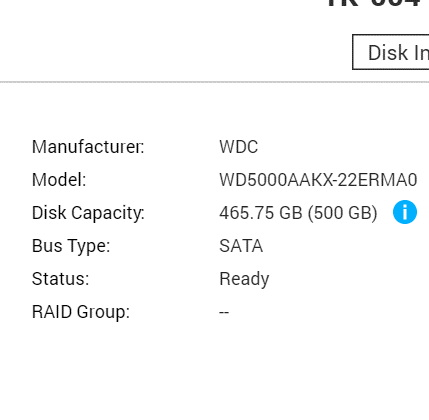 Disk In
Manufacturer: WDC
Model: WD5000AAKX-22ERMA0
Disk Capacity: 465.75 GB (500 GB) i
Bus Type: SATA
Status: Ready
RAID Group: --